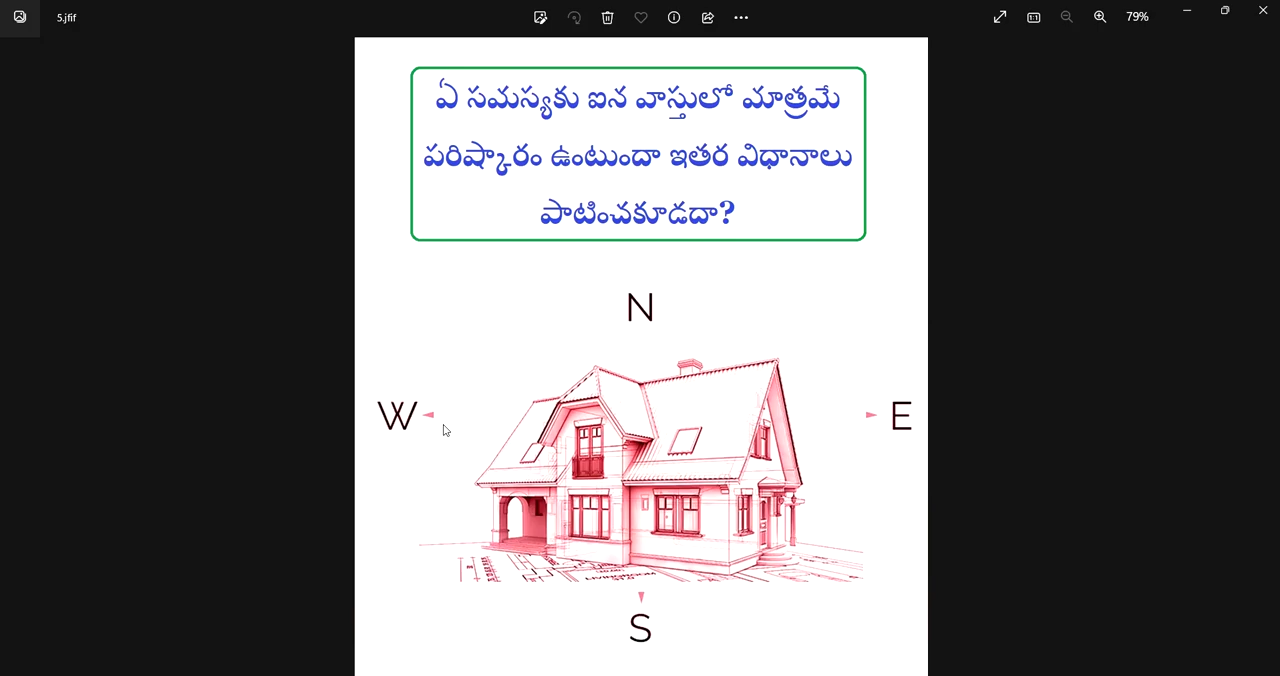 5.jfif
79%
ఏ సమస్యకు ఐన వాస్తులో మాత్రమే
పరిష్కారం ఉంటుందా ఇతర విధానాలు
పాటించకూడదా?
N
W
E
S